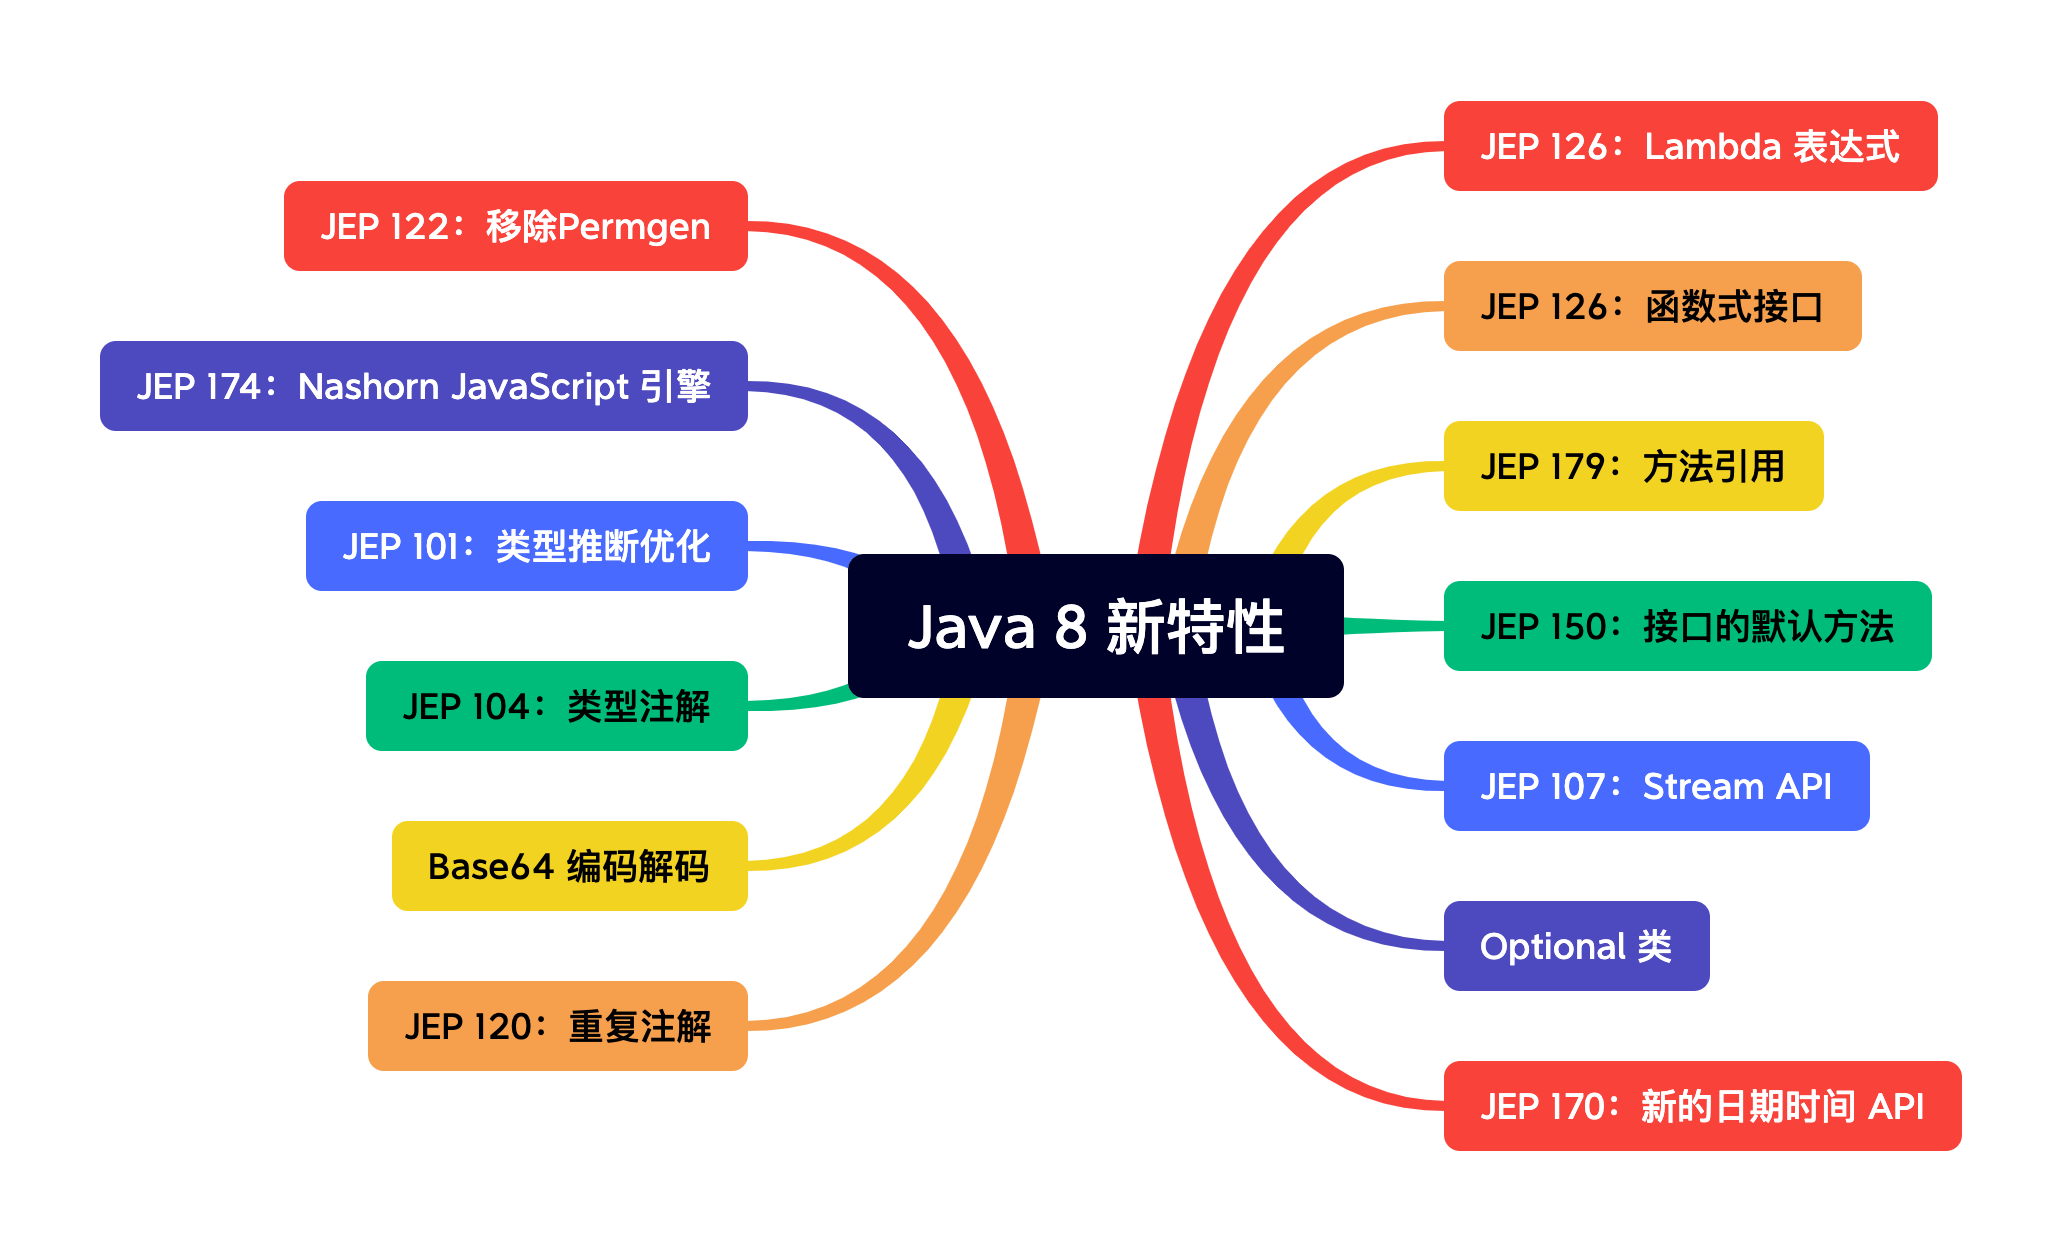 Java 8 新特性
JEP 126：Lambda 表达式
JEP 126：函数式接口
JEP 179：方法引用
JEP 150：接口的默认方法
JEP 107：Stream API
Optional 类
JEP 170：新的日期时间 API
JEP 122：移除Permgen
JEP 174：Nashorn JavaScript 引擎
JEP 101：类型推断优化
JEP 104：类型注解
Base64 编码解码
JEP 120：重复注解